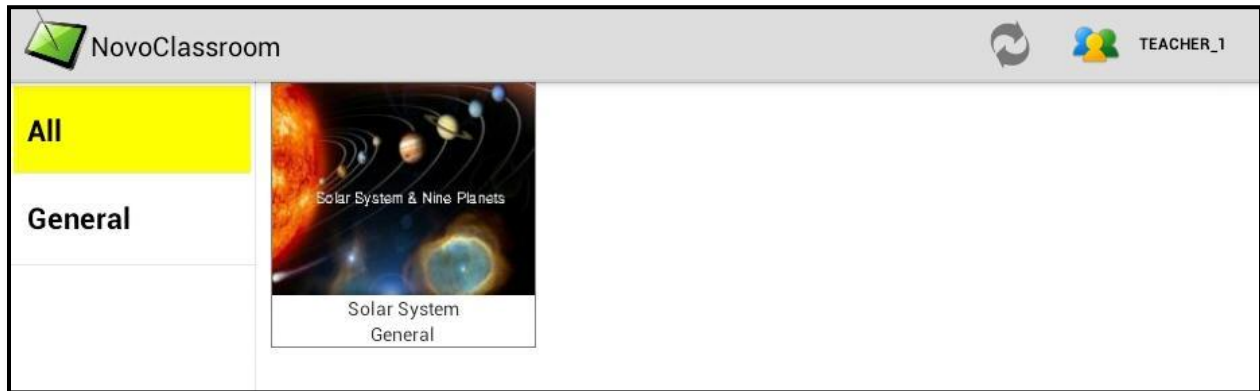 NovoClassroom
TEACHER_1
All
General
Solar System & Nine Planets
Solar System
General